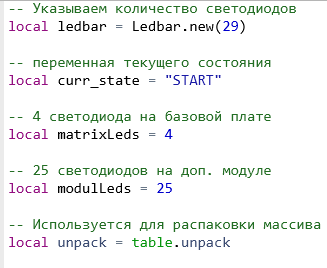 -- Указываем количество светодиодов
local ledbar = Ledbar.new(29)
-- переменная текущего состояния
local curr_state = "START"
-- 4 светодиода на базовой плате
local matrixLeds = 4
-- 25 светодиодов на доп. модуле
local modulLeds = 25
-- Используется для распаковки массива
local unpack = table.unpack